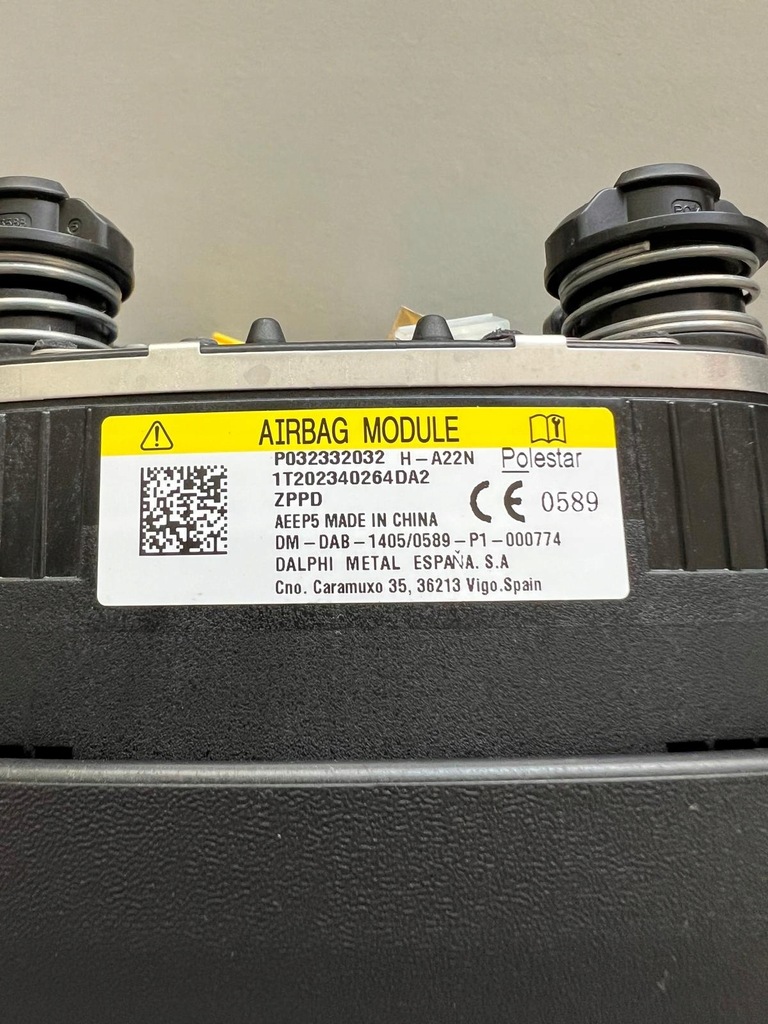 AIRBAG MODULE
P032332032 H-A22N Polestar
1T202340264DA2
ZPPD
CE 0589
AEEP5 MADE IN CHINA
DM-DAB-1405/0589-P1-000774
DALPHI METAL ESPAÑA. S.A
Cno. Caramuxo 35, 36213 Vigo.Spain